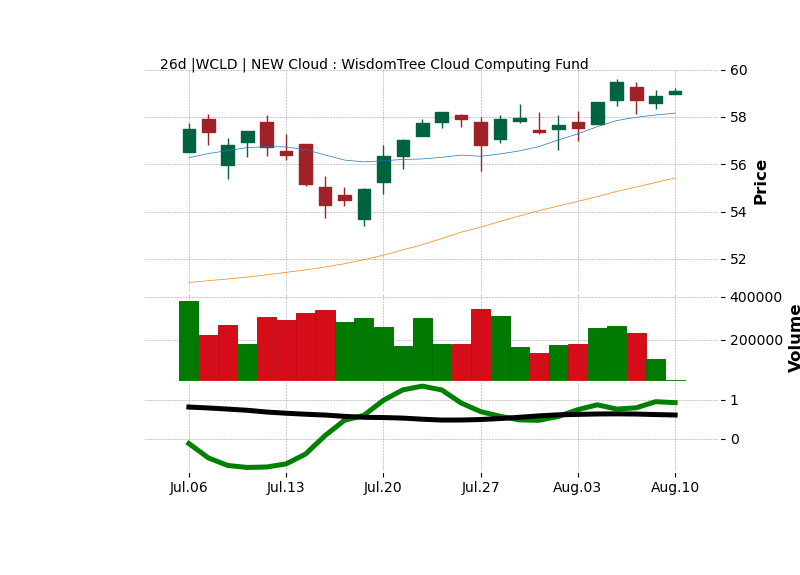 26d |WCLD | NEW Cloud : WisdomTree Cloud Computing Fund
60
58
56
54
52
Price
400000
200000
Volume
1
0
Jul.06 Jul.13 Jul.20 Jul.27 Aug.03 Aug.10